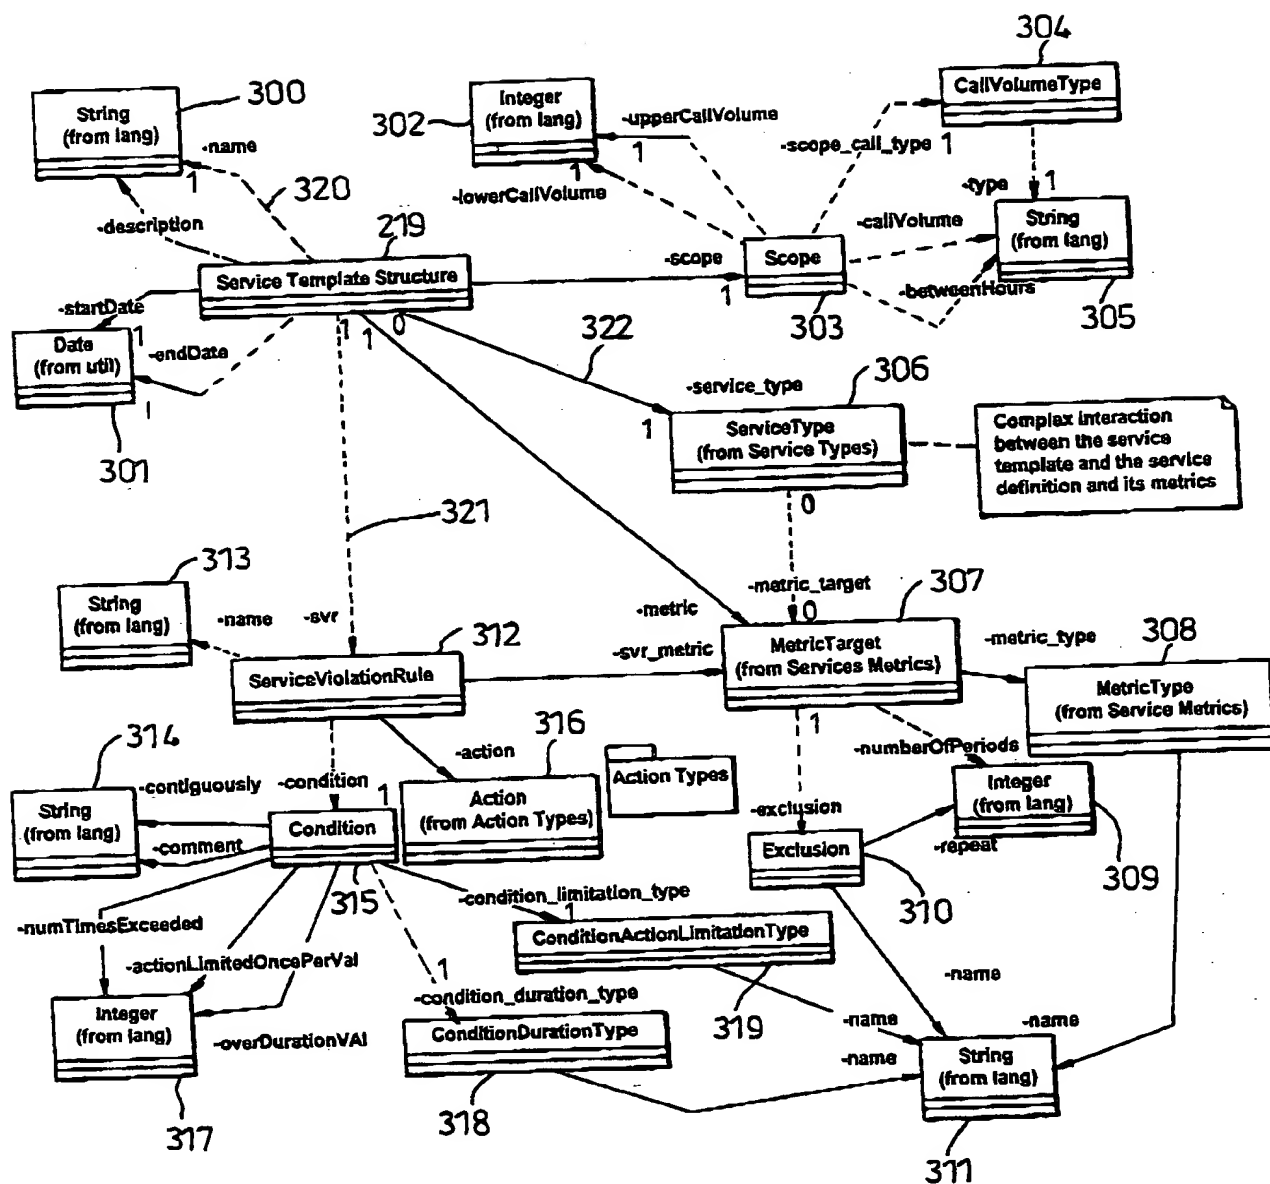 304
300
String
(from lang)
302
Integer
(from lang)
-upperCallVolume
CallVolumeType
-name
1
1
1
-scope_call_type
1
320
-lowerCallVolume
-type
1
-description
219
-callVolume
String
(from lang)
Service Template Structure
-scope
1
Scope
-betweenHours
303
305
-startDate
1
1
1
0
Date
(from util)
-endDate
1
301
322
-service_type
306
1
ServiceType
(from Service Types)
0
Complex interaction
between the service
template and the service
definition and its metrics
321
313
String
(from lang)
-name
-svr
-metric_target
307
0
-metric
312
MetricTarget
(from Services Metrics)
-metric_type
308
-svr_metric
ServiceViolationRule
MetricType
(from Service Metrics)
1
314
-action
316
-numberOfPeriods
-contiguously
-condition
1
Action Types
Integer
(from lang)
String
(from lang)
Action
(from Action Types)
-exclusion
Condition
-comment
Exclusion
-repeat
309
315
-condition_limitation_type
1
310
-numTimesExceeded
ConditionActionLimitationType
-actionLimitedOncePerVal
1
-name
-condition_duration_type
319
Integer
(from lang)
-overDurationVAl
ConditionDurationType
-name
-name
-name
String
(from lang)
317
318
311